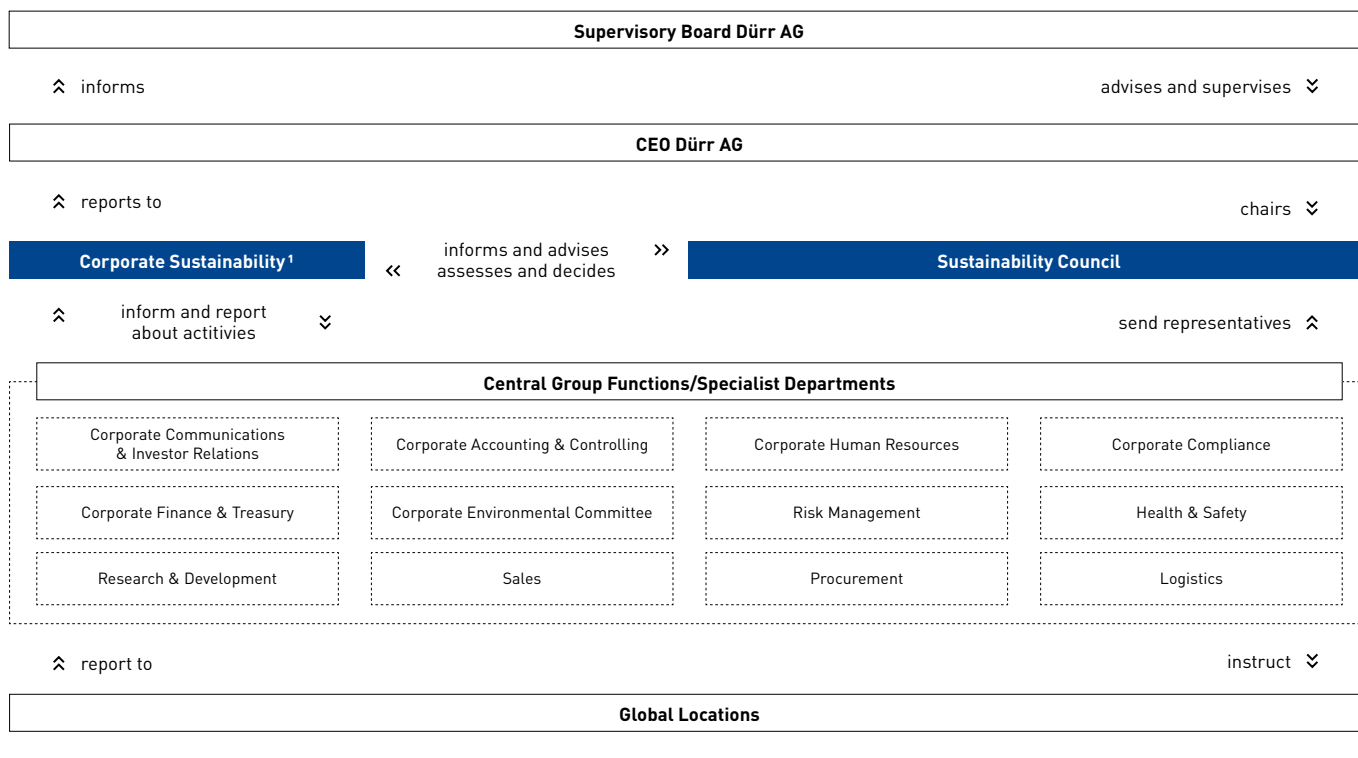 Supervisory Board Dürr AG
informs
advises and supervises
CEO Dürr AG
reports to
chairs
Corporate Sustainability¹
informs and advises
assesses and decides
Sustainability Council
inform and report
about actitivies
send representatives
Central Group Functions/Specialist Departments
Corporate Communications
& Investor Relations
Corporate Accounting & Controlling
Corporate Human Resources
Corporate Compliance
Corporate Finance & Treasury
Corporate Environmental Committee
Risk Management
Health & Safety
Research & Development
Sales
Procurement
Logistics
report to
instruct
Global Locations